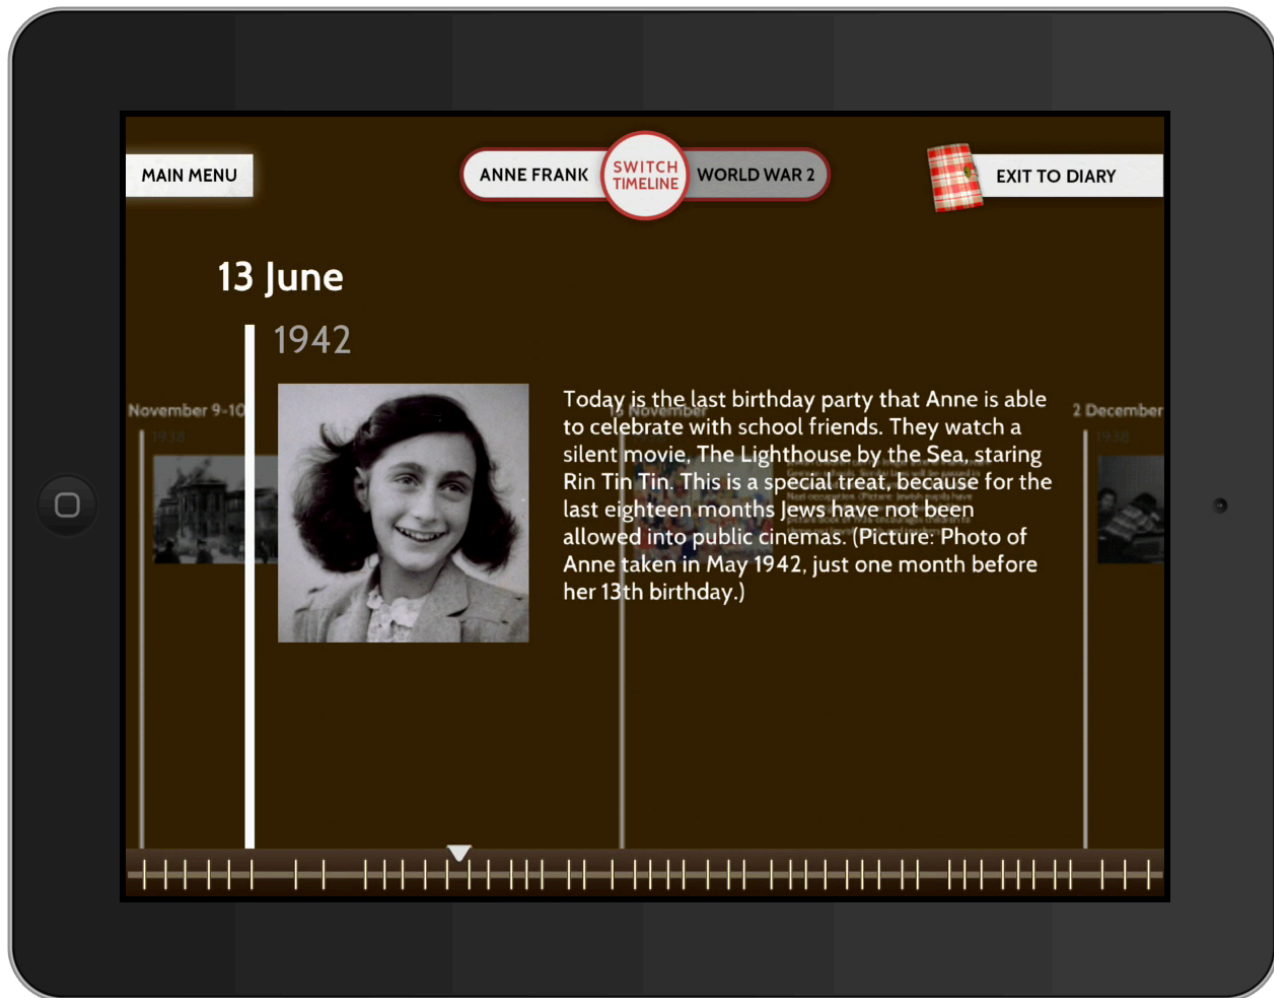 MAIN MENU
ANNE FRANK
SWITCH
TIMELINE
WORLD WAR 2
EXIT TO DIARY
13 June
1942
Today is the last birthday party that Anne is able
to celebrate with school friends. They watch a
silent movie, The Lighthouse by the Sea, staring
Rin Tin Tin. This is a special treat, because for the
last eighteen months Jews have not been
allowed into public cinemas. (Picture: Photo of
Anne taken in May 1942, just one month before
her 13th birthday.)
November 9-10
1938
November
2 December
1938